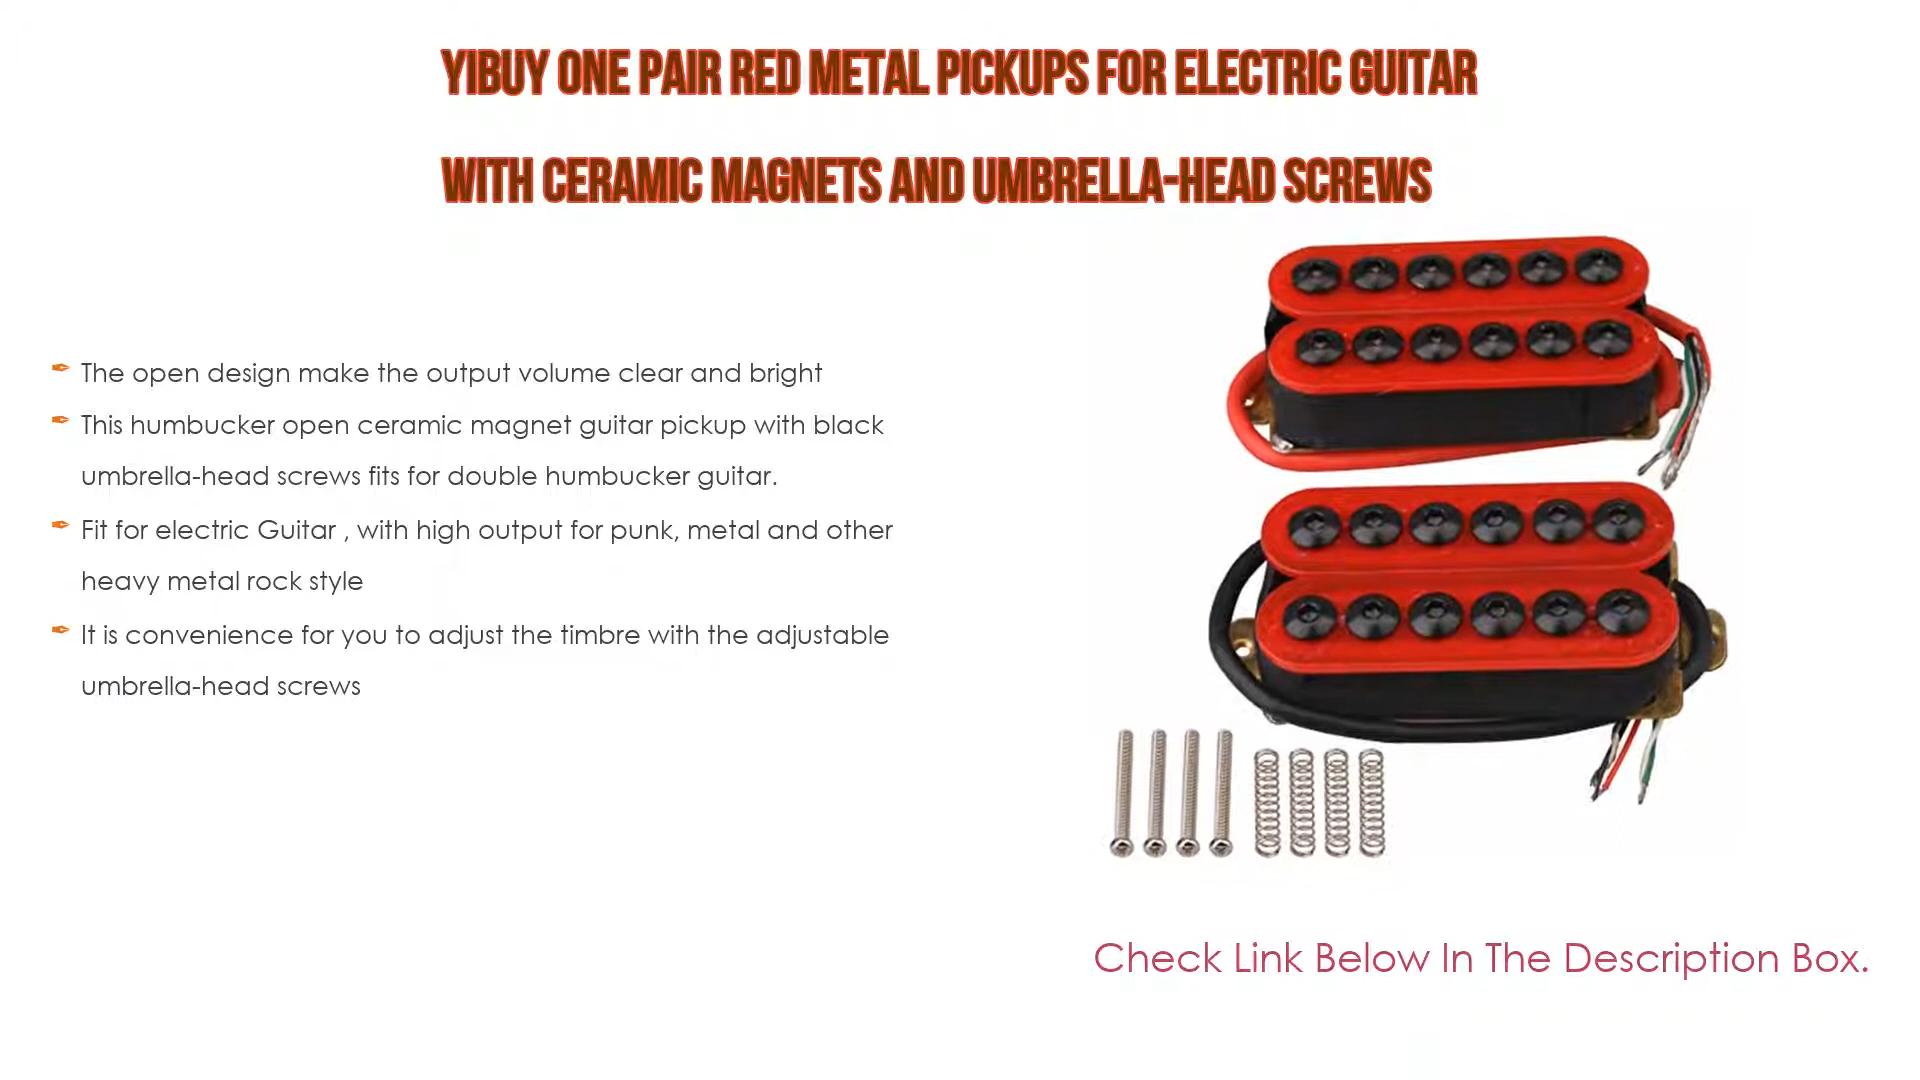 YIBUY ONE PAIR RED METAL PICKUPS FOR ELECTRIC GUITAR
WITH CERAMIC MAGNETS AND UMBRELLA-HEAD SCREWS
The open design make the output volume clear and bright
This humbucker open ceramic magnet guitar pickup with black
umbrella-head screws fits for double humbucker guitar.
Fit for electric Guitar , with high output for punk, metal and other
heavy metal rock style
It is convenience for you to adjust the timbre with the adjustable
umbrella-head screws
Check Link Below In The Description Box.